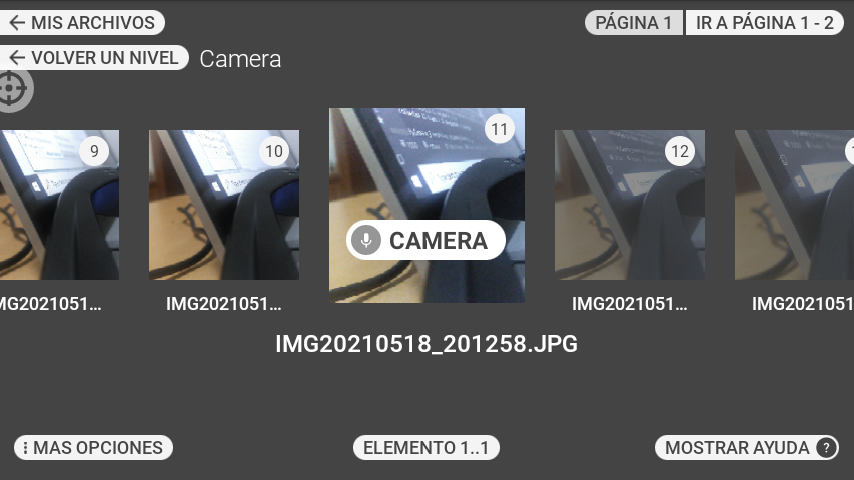 MIS ARCHIVOS
PÁGINA 1
IR A PÁGINA 1 - 2
VOLVER UN NIVEL
Camera
9
10
11
12
CAMERA
MG2021051...
IMG2021051...
IMG2021051...
IMG2021051
IMG20210518_201258.JPG
MAS OPCIONES
ELEMENTO 1..1
MOSTRAR AYUDA ?